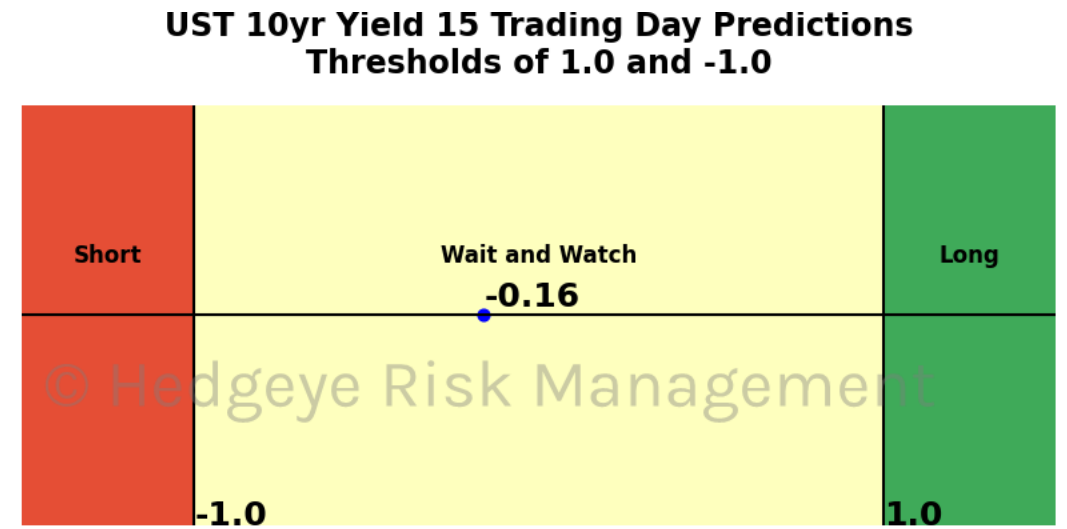 UST 10yr Yield 15 Trading Day Predictions
Thresholds of 1.0 and -1.0
Short
Wait and Watch
Long
-0.16
© Hedgeye Risk Management
-1.0
1.0